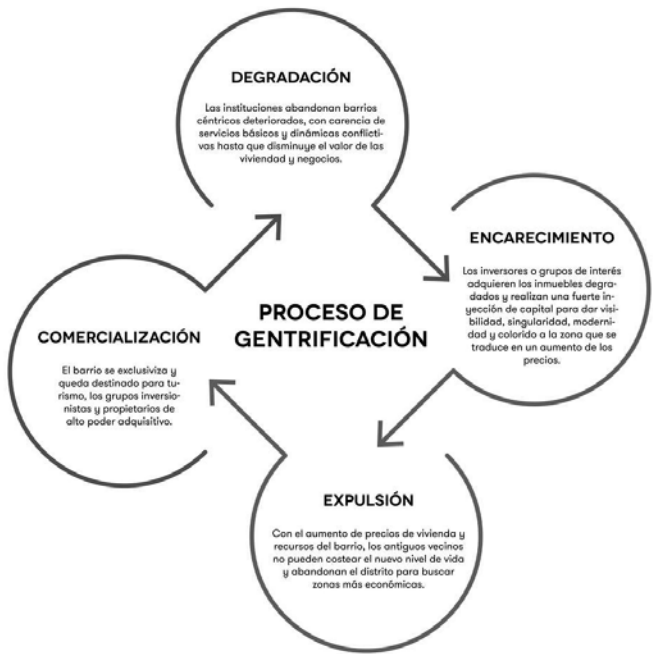 DEGRADACIÓN
Las instituciones abandonan barrios
céntricos deteriorados, con carencia de
servicios básicos y dinámicas conflicti-
vas hasta que disminuye el valor de las
viviendad y negocios.
ENCARECIMIENTO
Los inversores o grupos de interés
adquieren los inmuebles degra-
dados y realizan una fuerte in-
yección de capital para dar visi-
bilidad, singularidad, moderni-
dad y colorido a la zona que se
traduce en un aumento de los
precios.
PROCESO DE
GENTRIFICACIÓN
COMERCIALIZACIÓN
El barrio se exclusiviza y
queda destinado para tu-
rismo, los grupos inversio-
nistas y propietarios de
alto poder adquisitivo.
EXPULSIÓN
Con el aumento de precios de vivienda y
recursos del barrio, los antiguos vecinos
no pueden costear el nuevo nivel de vida
y abandonan el distrito para buscar
zonas más económicas.